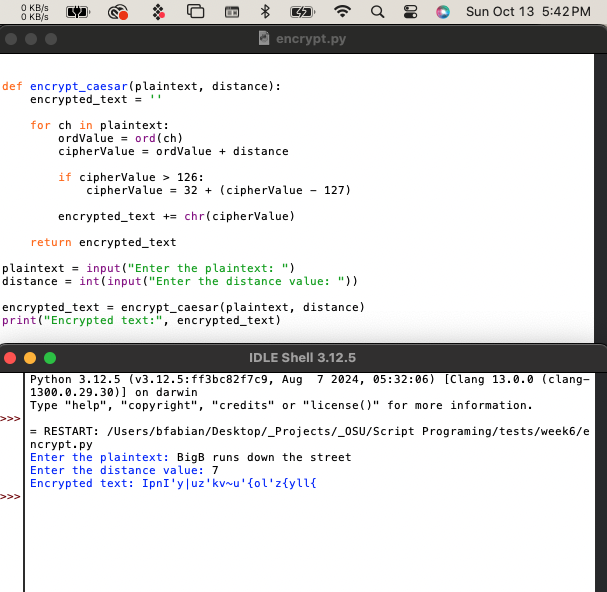 0 KB/s
0 KB/s
Sun Oct 13 5:42 PM
encrypt.py
def encrypt_caesar(plaintext, distance):
    encrypted_text = ''
    for ch in plaintext:
        ordValue = ord(ch)
        cipherValue = ordValue + distance
        if cipherValue > 126:
            cipherValue = 32 + (cipherValue - 127)
        encrypted_text += chr(cipherValue)
    return encrypted_text
plaintext = input("Enter the plaintext: ")
distance = int(input("Enter the distance value: "))
encrypted_text = encrypt_caesar(plaintext, distance)
print("Encrypted text:", encrypted_text)
IDLE Shell 3.12.5
Python 3.12.5 (v3.12.5:ff3bc82f7c9, Aug  7 2024, 05:32:06) [Clang 13.0.0 (clang-
1300.0.29.30)] on darwin
Type "help", "copyright", "credits" or "license()" for more information.
>>>
= RESTART: /Users/bfabian/Desktop/_Projects/_OSU/Script Programing/tests/week6/e
ncrypt.py
Enter the plaintext: BigB runs down the street
Enter the distance value: 7
Encrypted text: IpnI'y|uz'kv~u'{ol'z{yll{
>>>